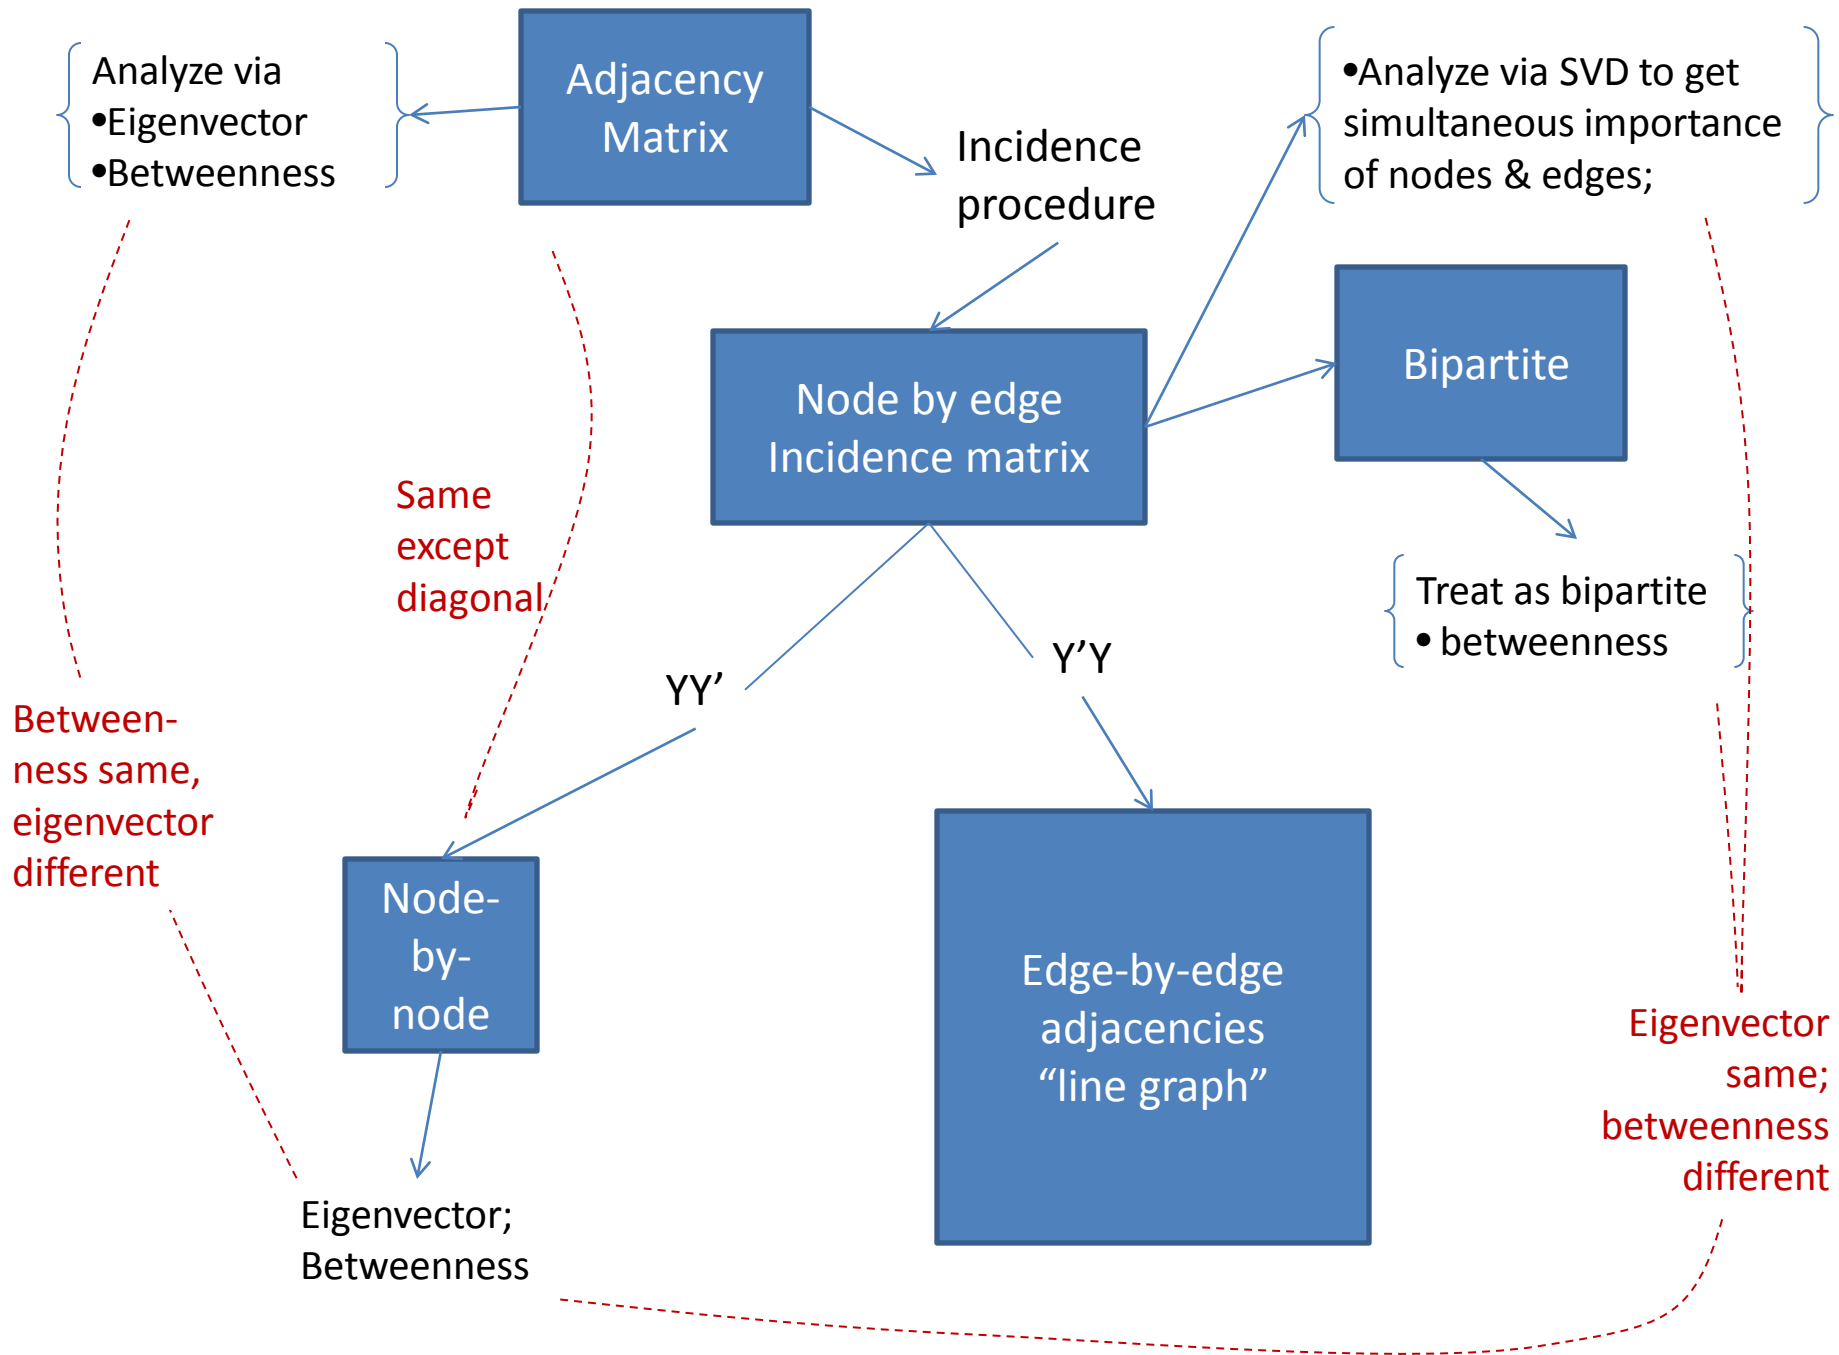 Analyze via
•Eigenvector
•Betweenness
Adjacency
Matrix
Incidence
procedure
•Analyze via SVD to get
simultaneous importance
of nodes & edges;
Bipartite
Node by edge
Incidence matrix
Same
except
diagonal
Treat as bipartite
• betweenness
YY’
Y’Y
Between-
ness same,
eigenvector
different
Node-
by-
node
Edge-by-edge
adjacencies
“line graph”
Eigenvector
same;
betweenness
different
Eigenvector;
Betweenness